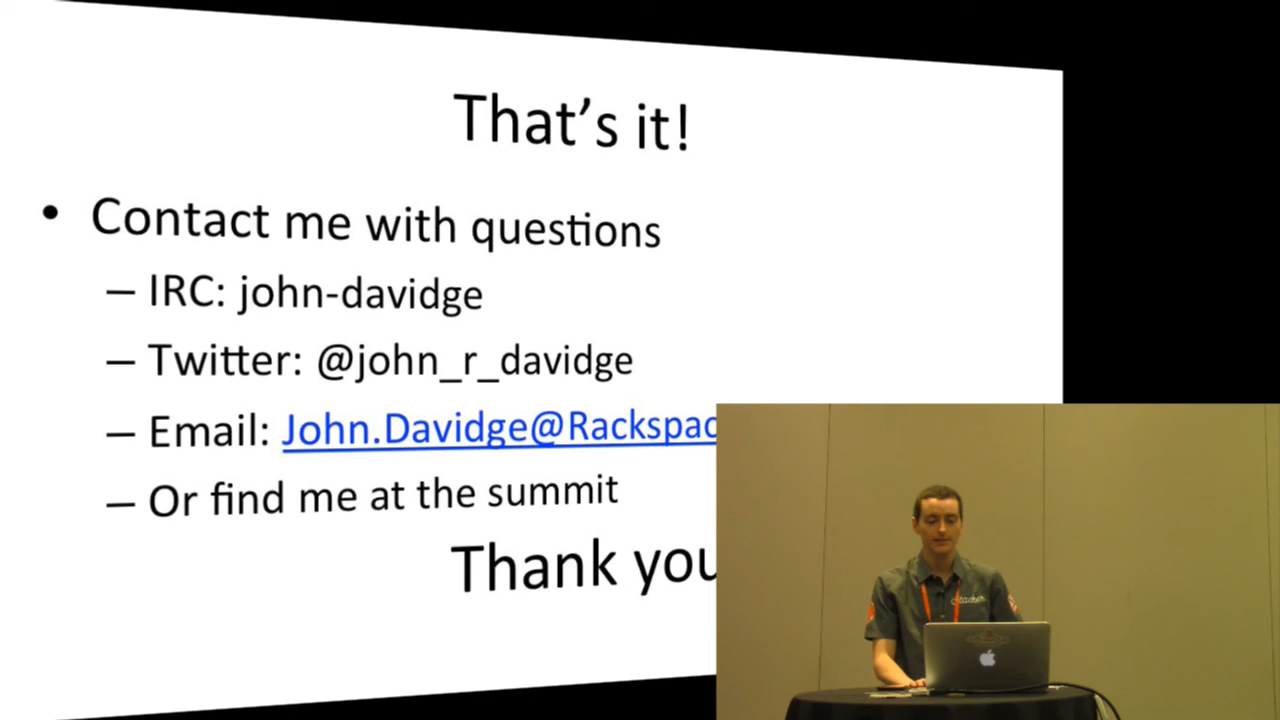 That's it!
• Contact me with questions
– IRC: john-davidge
– Twitter: @john_r_davidge
– Email: John.Davidge@Rackspac
– Or find me at the summit
Thank you
Stacker